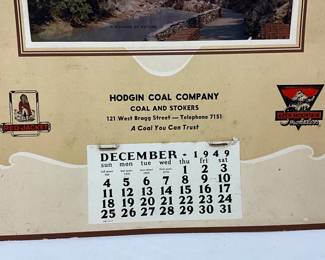 HODGIN COAL COMPANY
COAL AND STOKERS
121 West Bragg Street — Telephone 7151
A Coal You Can Trust
RED JACKET
DECEMBER - 1949
sun mon tue wed thu fri sat
1 2 3
4 5 6 7 8 9 10
11 12 13 14 15 16 17
18 19 20 21 22 23 24
25 26 27 28 29 30 31